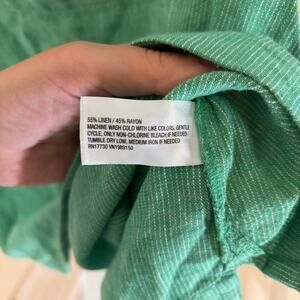 55% LINEN / 45% RAYON
MACHINE WASH COLD WITH LIKE COLORS, GENTLE
CYCLE, ONLY NON-CHLORINE BLEACH IF NEEDED
TUMBLE DRY LOW, MEDIUM IRON IF NEEDED
RN17730 VN1989150